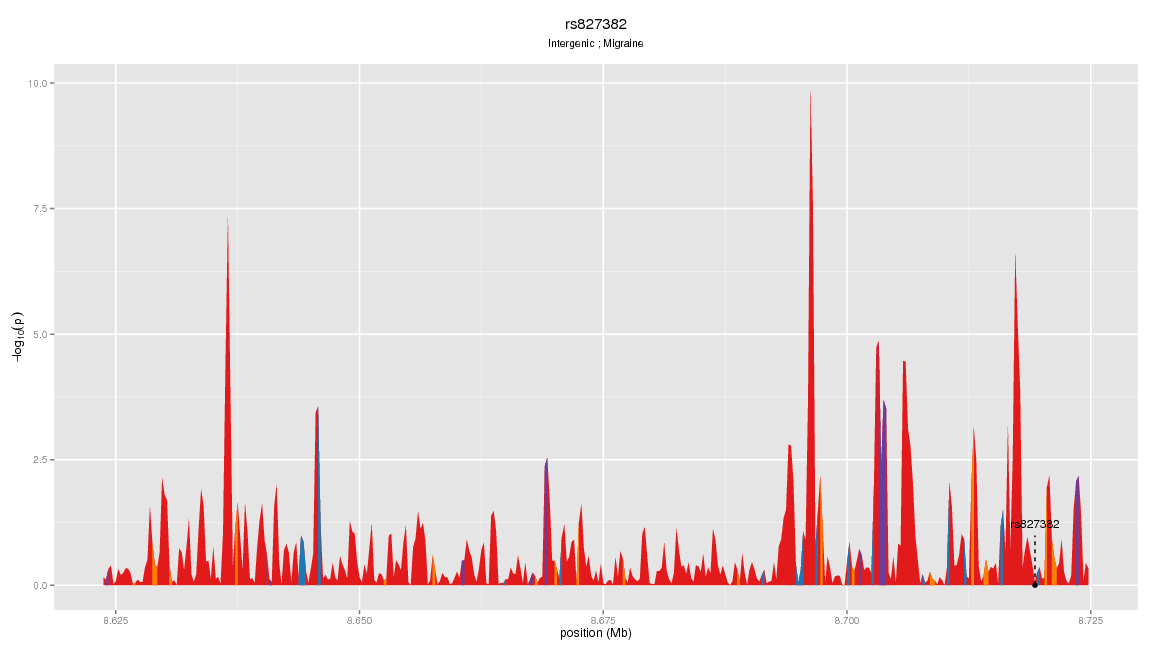 rs827382
Intergenic ; Migraine
10.0
7.5
5.0
2.5
0.0
−log10(p)
rs827382
8.625 8.650 8.675 8.700 8.725
position (Mb)